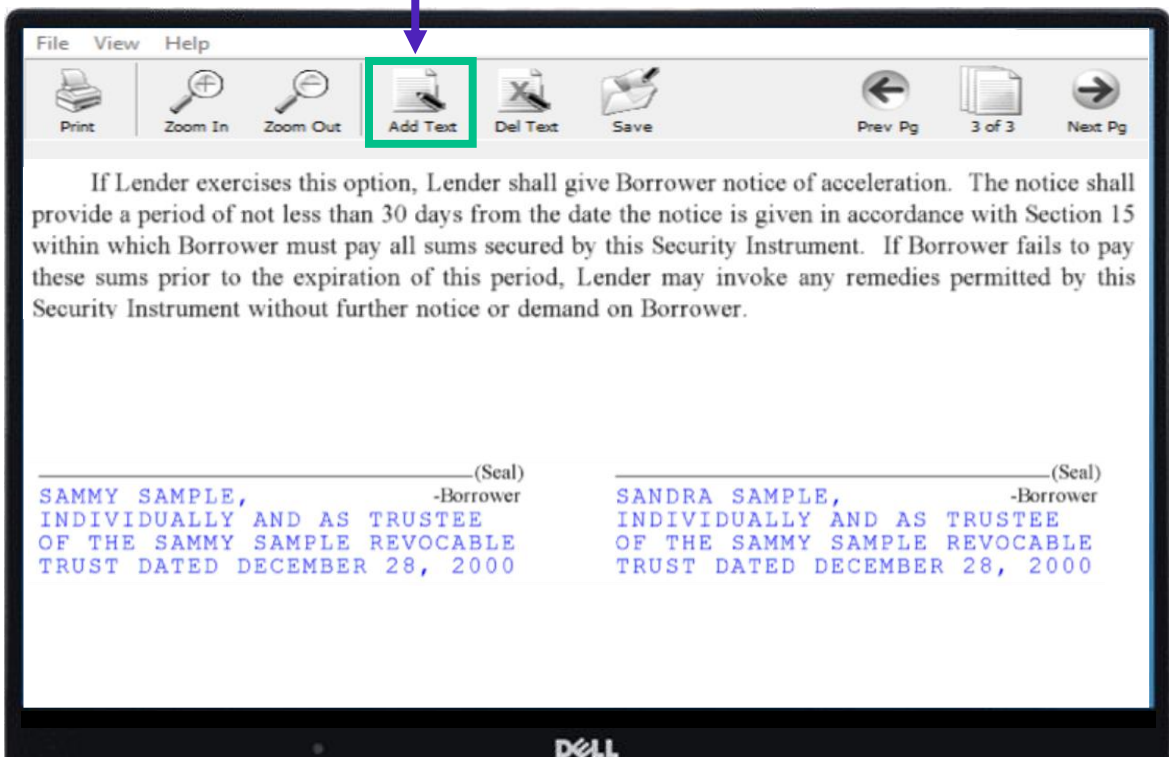 File View Help
Print Zoom In Zoom Out Add Text Del Text Save Prev Pg 3 of 3 Next Pg
If Lender exercises this option, Lender shall give Borrower notice of acceleration. The notice shall
provide a period of not less than 30 days from the date the notice is given in accordance with Section 15
within which Borrower must pay all sums secured by this Security Instrument. If Borrower fails to pay
these sums prior to the expiration of this period, Lender may invoke any remedies permitted by this
Security Instrument without further notice or demand on Borrower.
(Seal) (Seal)
SAMMY SAMPLE, -Borrower SANDRA SAMPLE, -Borrower
INDIVIDUALLY AND AS TRUSTEE INDIVIDUALLY AND AS TRUSTEE
OF THE SAMMY SAMPLE REVOCABLE OF THE SAMMY SAMPLE REVOCABLE
TRUST DATED DECEMBER 28, 2000 TRUST DATED DECEMBER 28, 2000
DELL